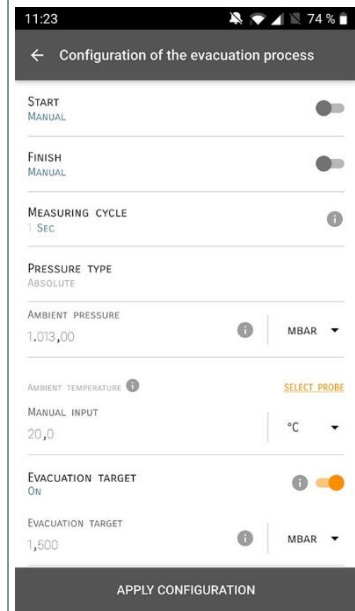 11:23
74 %
Configuration of the evacuation process
START
MANUAL
FINISH
MANUAL
MEASURING CYCLE
1 SEC
PRESSURE TYPE
ABSOLUTE
AMBIENT PRESSURE
1.013,00
MBAR
AMBIENT TEMPERATURE
SELECT PROBE
MANUAL INPUT
20,0
°C
EVACUATION TARGET
ON
EVACUATION TARGET
1,500
MBAR
APPLY CONFIGURATION